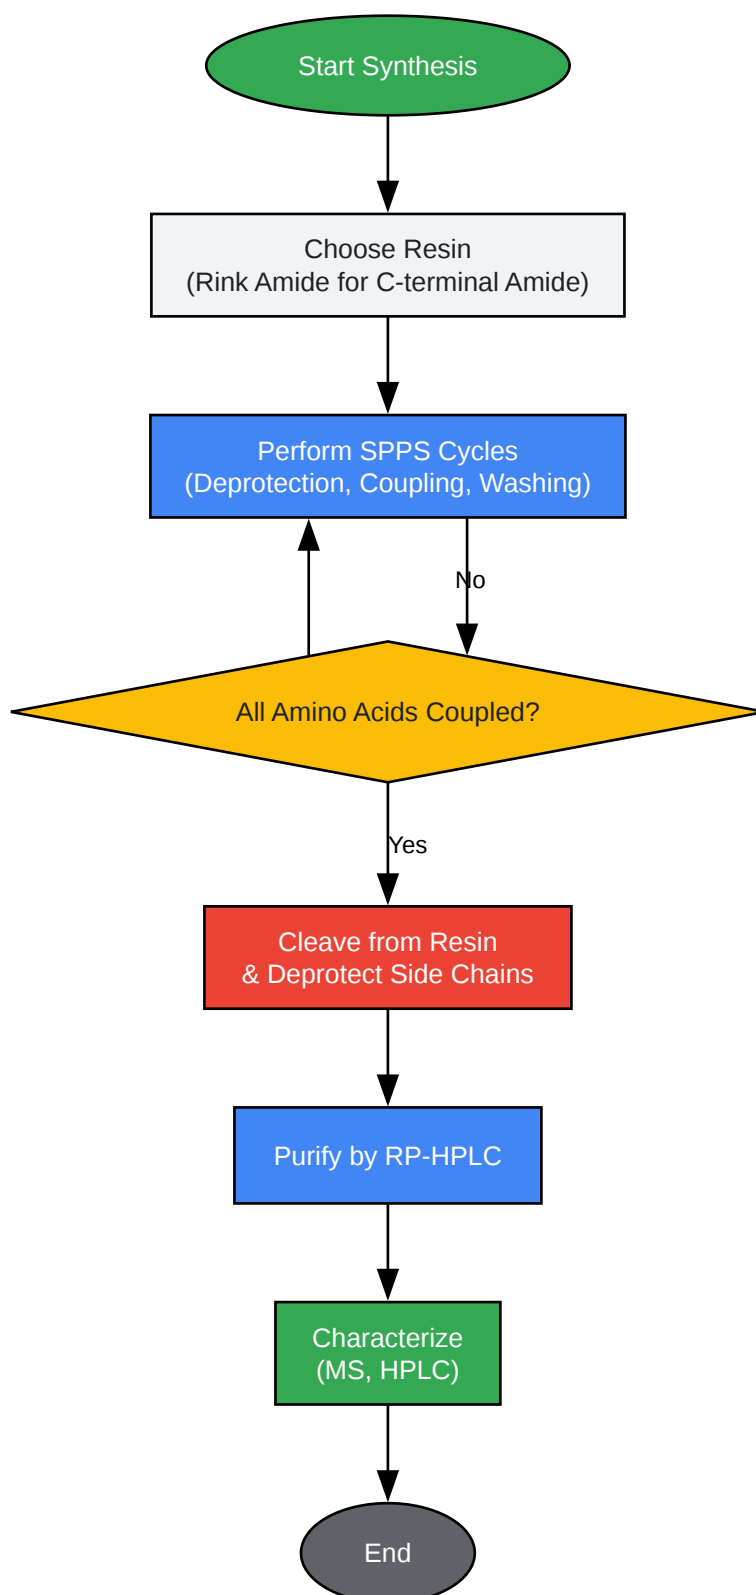 Start Synthesis
Choose Resin
(Rink Amide for C-terminal Amide)
Perform SPPS Cycles
(Deprotection, Coupling, Washing)
No
All Amino Acids Coupled?
Yes
Cleave from Resin
& Deprotect Side Chains
Purify by RP-HPLC
Characterize
(MS, HPLC)
End